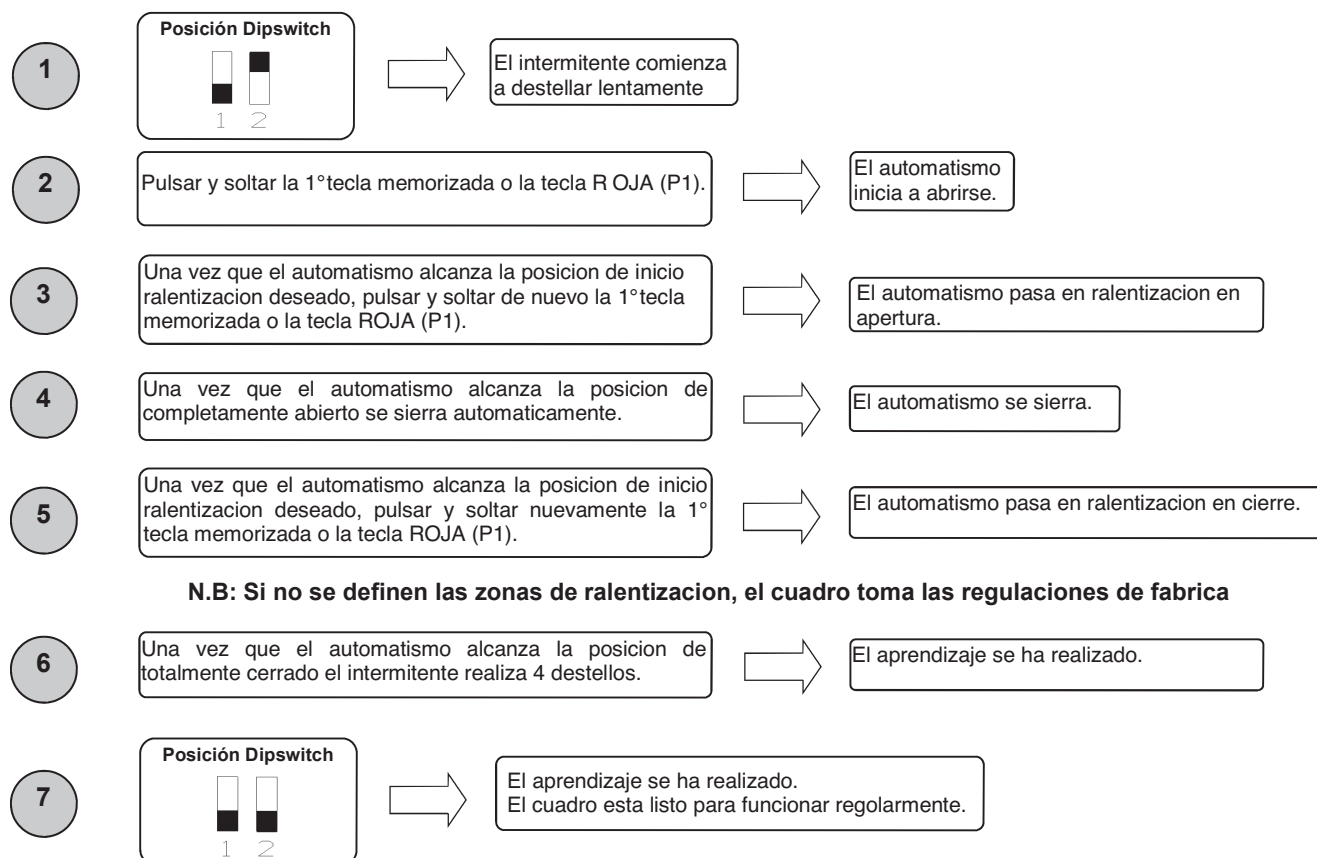 1
Posición Dipswitch
1 2
El intermitente comienza
a destellar lentamente
2
Pulsar y soltar la 1° tecla memorizada o la tecla R OJA (P1).
El automatismo
inicia a abrirse.
3
Una vez que el automatismo alcanza la posicion de inicio
ralentizacion deseado, pulsar y soltar de nuevo la 1° tecla
memorizada o la tecla ROJA (P1).
El automatismo pasa en ralentizacion en
apertura.
4
Una vez que el automatismo alcanza la posicion de
completamente abierto se sierra automaticamente.
El automatismo se sierra.
5
Una vez que el automatismo alcanza la posicion de inicio
ralentizacion deseado, pulsar y soltar nuevamente la 1°
tecla memorizada o la tecla ROJA (P1).
El automatismo pasa en ralentizacion en cierre.
N.B: Si no se definen las zonas de ralentizacion, el cuadro toma las regulaciones de fabrica
6
Una vez que el automatismo alcanza la posicion de
totalmente cerrado el intermitente realiza 4 destellos.
El aprendizaje se ha realizado.
7
Posición Dipswitch
1 2
El aprendizaje se ha realizado.
El cuadro esta listo para funcionar regolarmente.